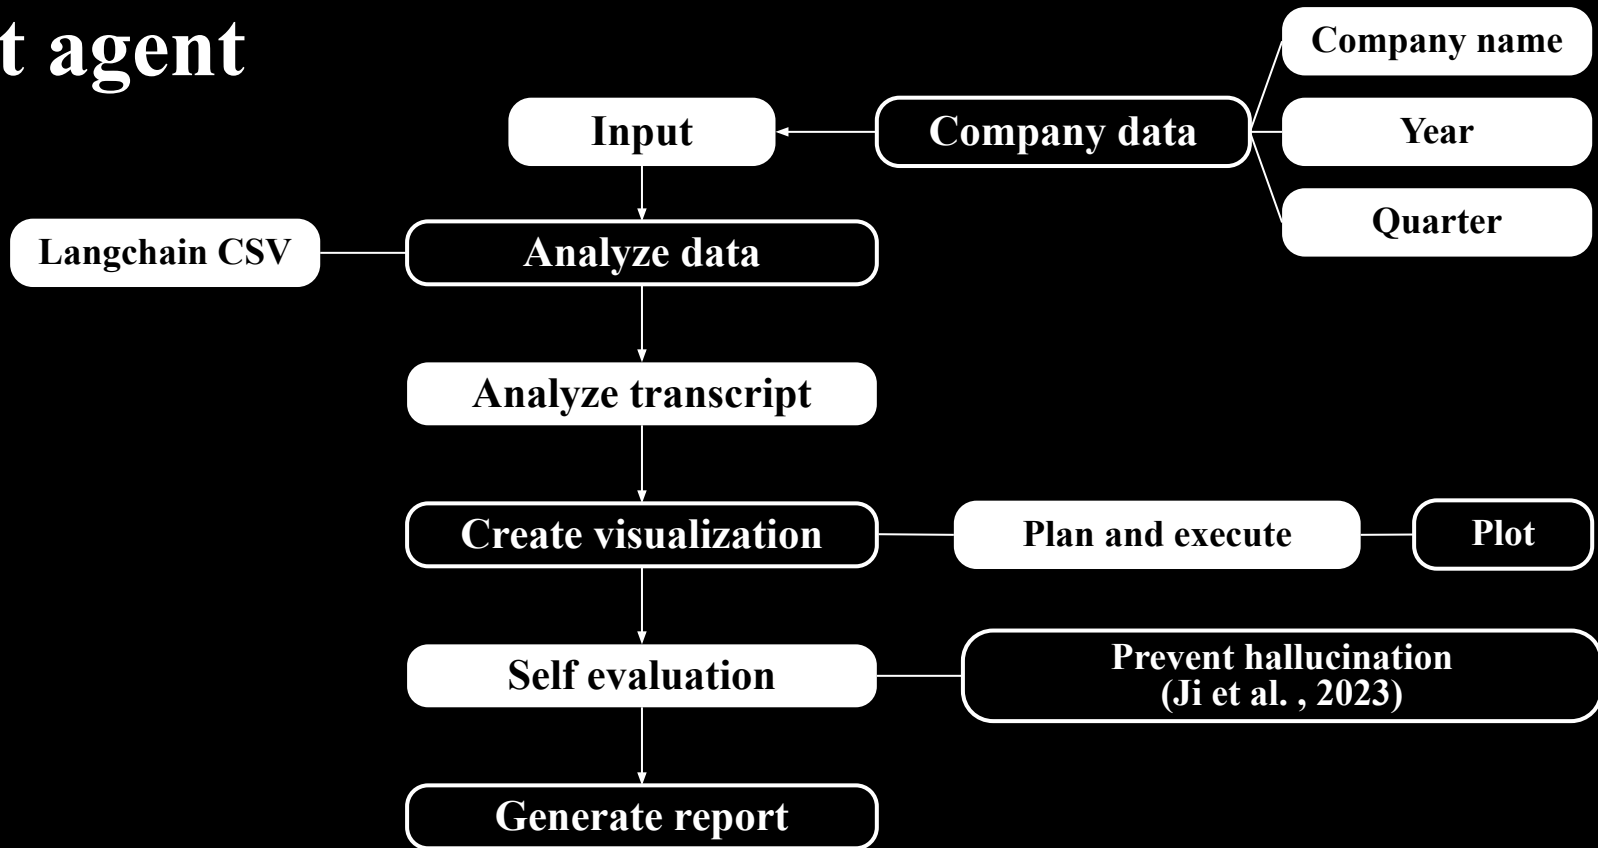 t agent
Company name
Input
Company data
Year
Quarter
Langchain CSV
Analyze data
Analyze transcript
Create visualization
Plan and execute
Plot
Self evaluation
Prevent hallucination
(Ji et al. , 2023)
Generate report